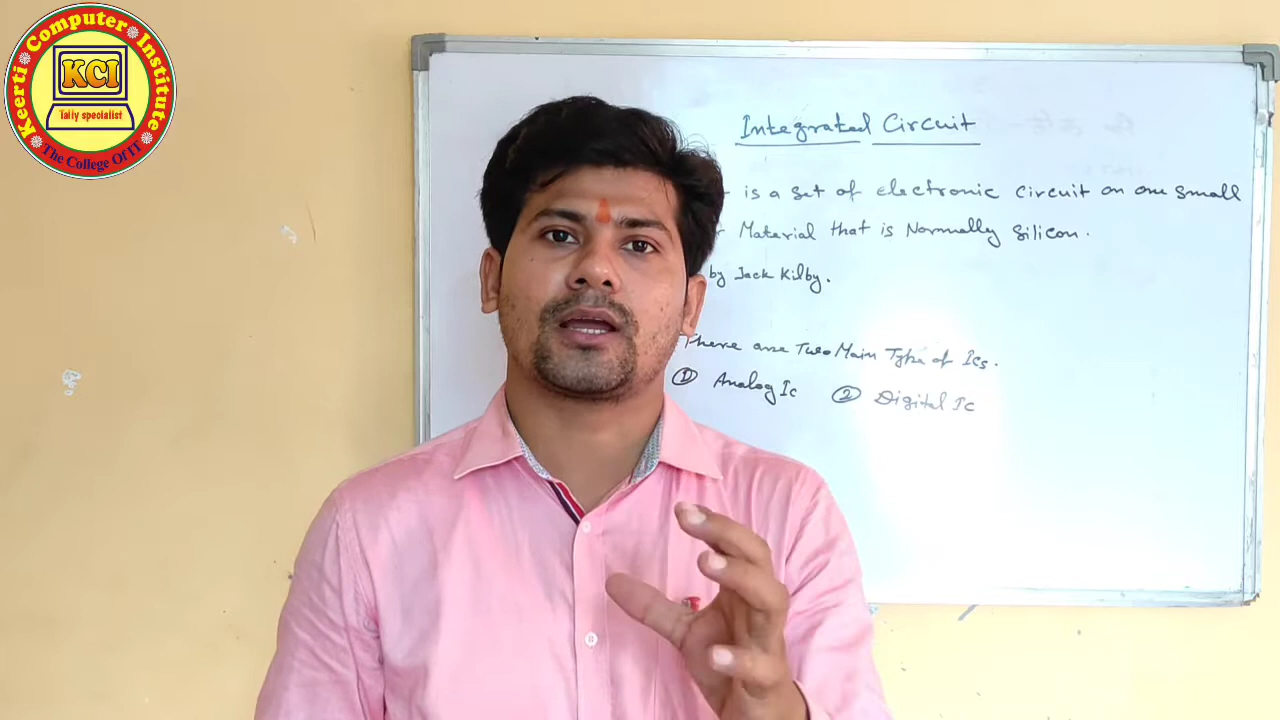 Keerti Computer Institute
KCI
Tally specialist
The College Of IT
Integrated Circuit
is a set of electronic circuit on one small
Material that is Normally Silicon.
by Jack Kilby.
There are Two Main Type of ICs.
① Analog Ic ② Digital Ic